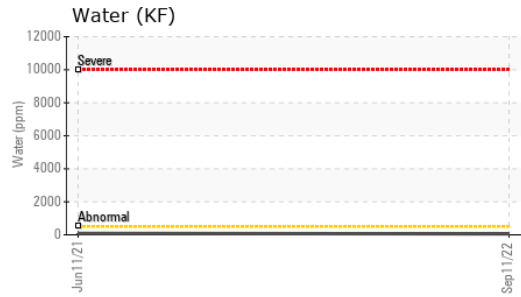 Water (KF)
12000
Severe
10000
8000
6000
Water (ppm)
4000
2000
Abnormal
0
Jun11/21
Sep11/22